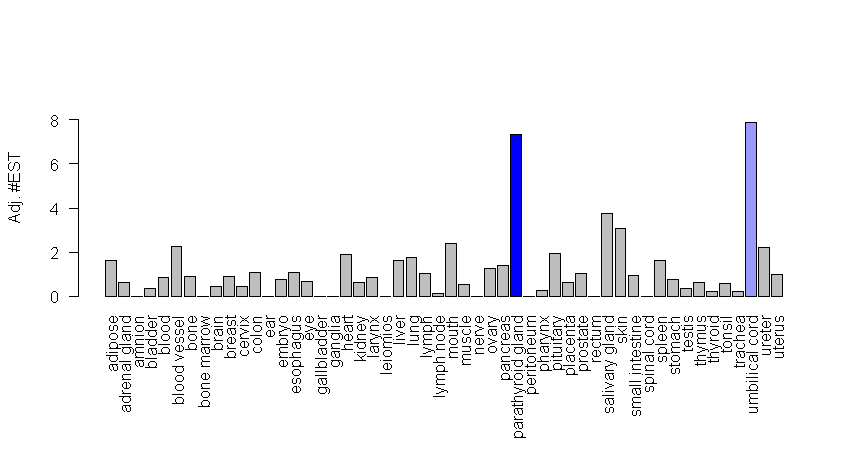 Adj. #EST
8
6
4
2
0
adipose
adrenal gland
amnion
bladder
blood
blood vessel
bone
bone marrow
brain
breast
cervix
colon
ear
embryo
esophagus
eye
gallbladder
ganglia
heart
kidney
larynx
leiomios
liver
lung
lymph
lymph node
mouth
muscle
nerve
ovary
pancreas
parathyroid gland
peritoneum
pharynx
pituitary
placenta
prostate
rectum
salivary gland
skin
small intestine
spinal cord
spleen
stomach
testis
thymus
thyroid
tonsil
trachea
umbilical cord
ureter
uterus